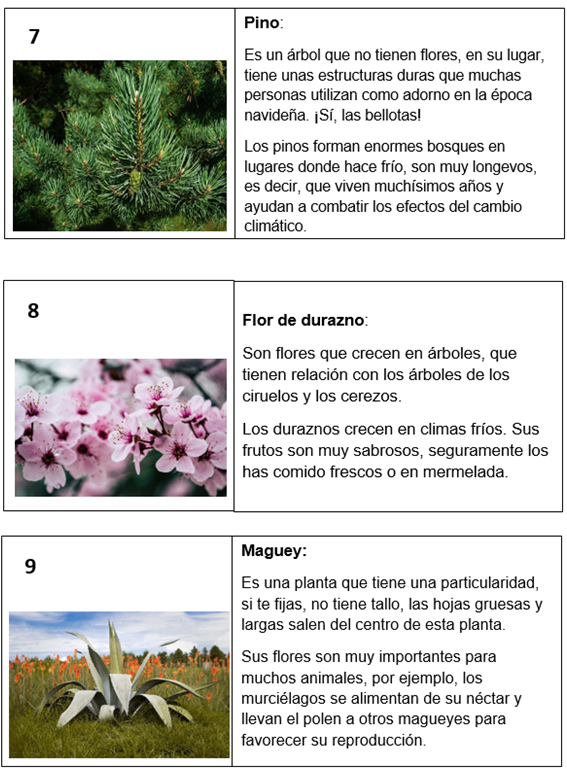 7
Pino:
Es un árbol que no tienen flores, en su lugar,
tiene unas estructuras duras que muchas
personas utilizan como adorno en la época
navideña. ¡Sí, las bellotas!
Los pinos forman enormes bosques en
lugares donde hace frío, son muy longevos,
es decir, que viven muchísimos años y
ayudan a combatir los efectos del cambio
climático.
8
Flor de durazno:
Son flores que crecen en árboles, que
tienen relación con los árboles de los
ciruelos y los cerezos.
Los duraznos crecen en climas fríos. Sus
frutos son muy sabrosos, seguramente los
has comido frescos o en mermelada.
9
Maguey:
Es una planta que tiene una particularidad,
si te fijas, no tiene tallo, las hojas gruesas y
largas salen del centro de esta planta.
Sus flores son muy importantes para
muchos animales, por ejemplo, los
murciélagos se alimentan de su néctar y
llevan el polen a otros magueyes para
favorecer su reproducción.